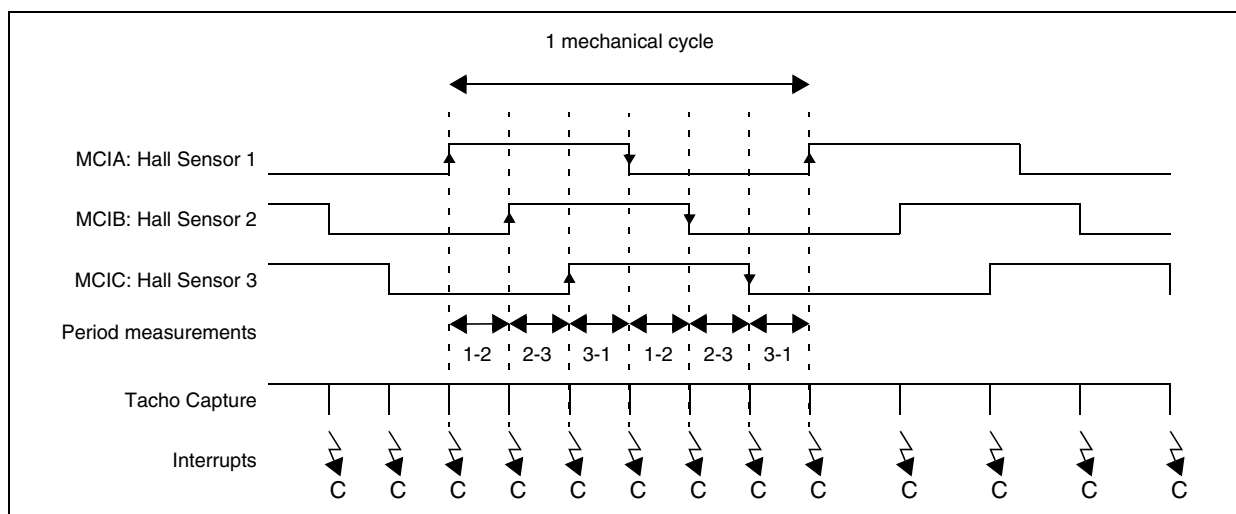 1 mechanical cycle
MCIA: Hall Sensor 1
MCIB: Hall Sensor 2
MCIC: Hall Sensor 3
Period measurements
1-2 2-3 3-1 1-2 2-3 3-1
Tacho Capture
Interrupts
C C C C C C C C C C C C C